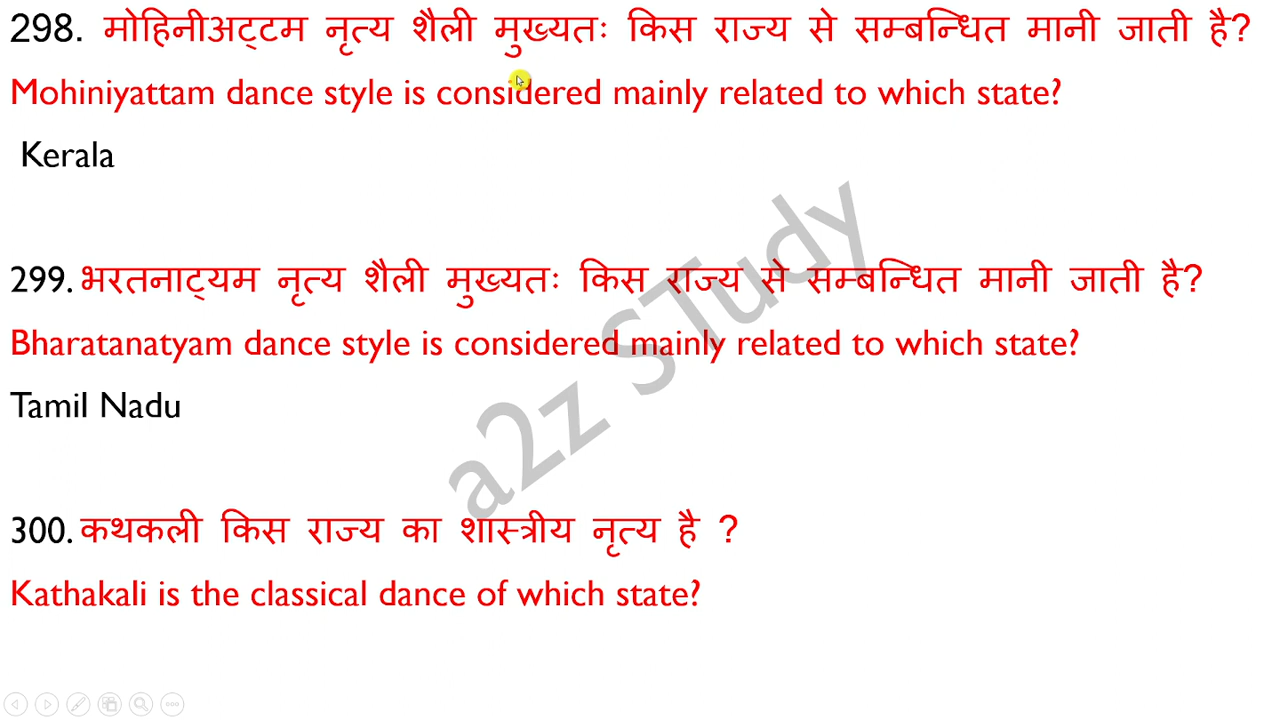 298. मोहिनीअट्टम नृत्य शैली मुख्यतः किस राज्य से सम्बन्धित मानी जाती है?
Mohiniyattam dance style is considered mainly related to which state?
Kerala
299. भरतनाट्यम नृत्य शैली मुख्यतः किस राज्य से सम्बन्धित मानी जाती है?
Bharatanatyam dance style is considered mainly related to which state?
Tamil Nadu
a2z STudy
300. कथकली किस राज्य का शास्त्रीय नृत्य है ?
Kathakali is the classical dance of which state?